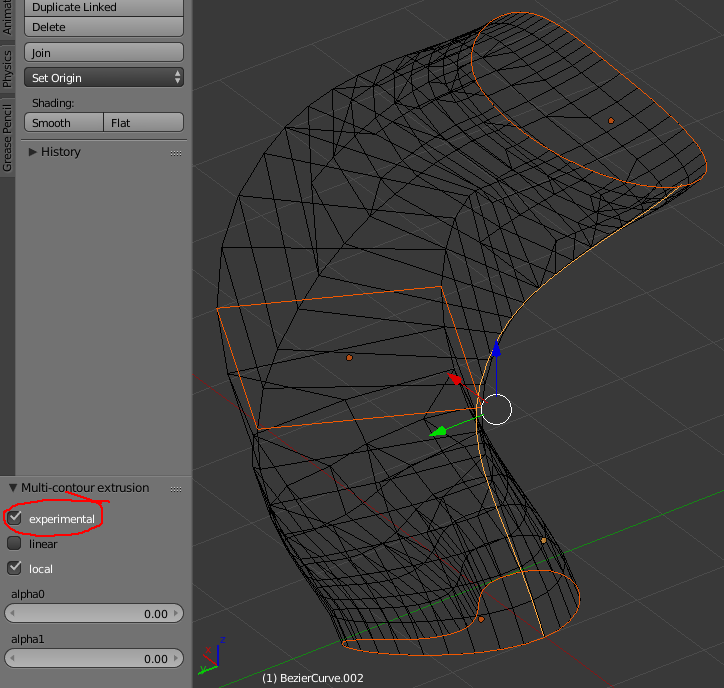 Animat
Physics
Grease Pencil
Duplicate Linked
Delete
Join
Set Origin
Shading:
Smooth Flat
History
Multi-contour extrusion
experimental
linear
local
alpha0
0.00
alpha1
0.00
z
y
(1) BezierCurve.002